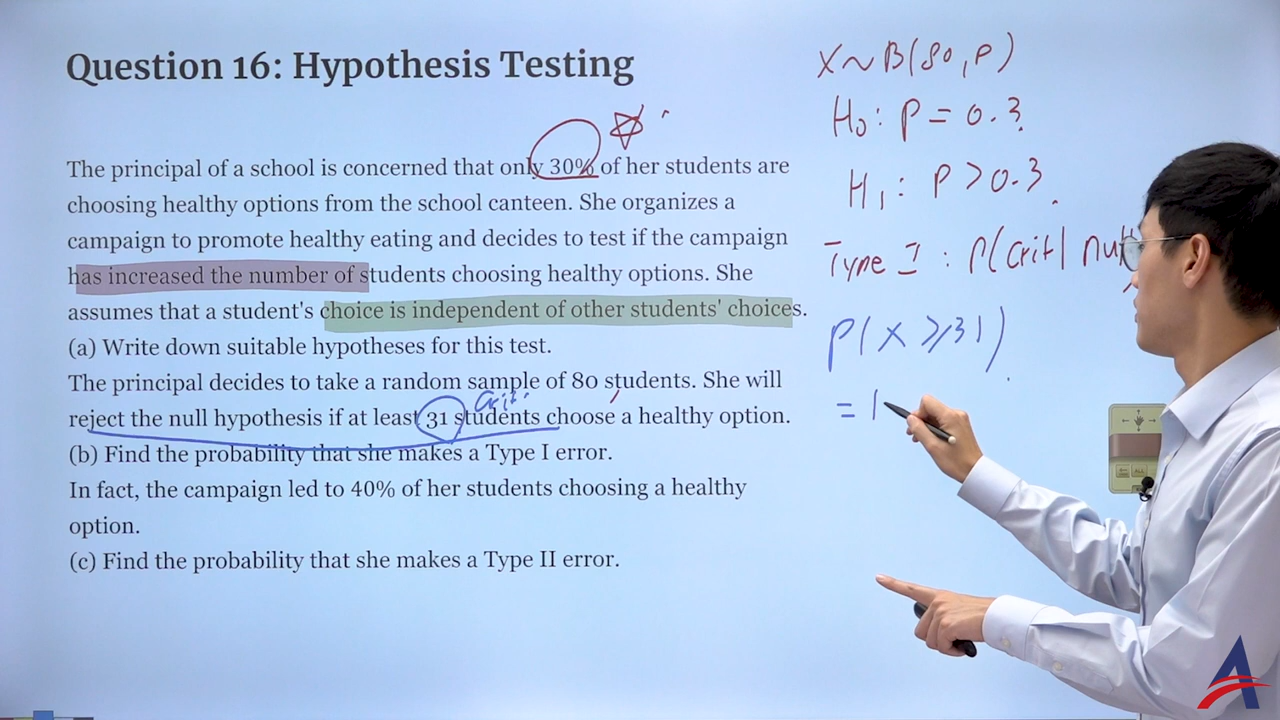 Question 16: Hypothesis Testing
The principal of a school is concerned that only 30% of her students are
choosing healthy options from the school canteen. She organizes a
campaign to promote healthy eating and decides to test if the campaign
has increased the number of students choosing healthy options. She
assumes that a student's choice is independent of other students' choices.
(a) Write down suitable hypotheses for this test.
The principal decides to take a random sample of 80 students. She will
crit.
reject the null hypothesis if at least 31 students choose a healthy option.
(b) Find the probability that she makes a Type I error.
In fact, the campaign led to 40% of her students choosing a healthy
option.
(c) Find the probability that she makes a Type II error.
X~B(80,P)
H₀: P = 0.3
H₁: P > 0.3
Type I : P(crit | nul
P(X ≥ 31)
= 1